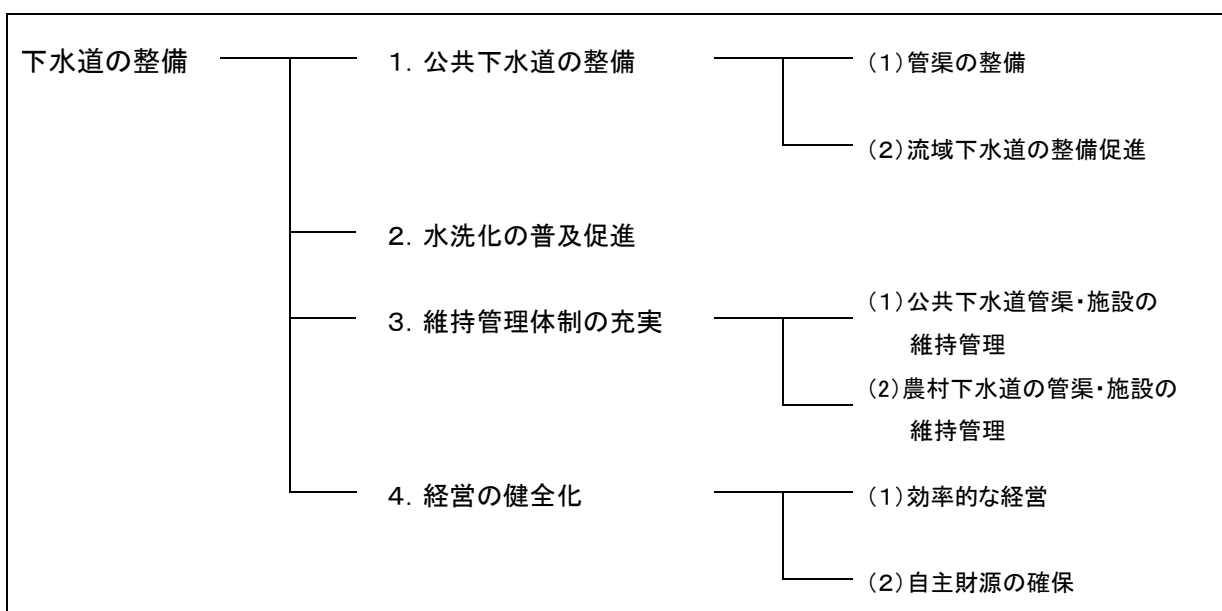 下水道の整備
1．公共下水道の整備
（1）管渠の整備
（2）流域下水道の整備促進
2．水洗化の普及促進
3．維持管理体制の充実
（1）公共下水道管渠・施設の
維持管理
（2）農村下水道の管渠・施設の
維持管理
4．経営の健全化
（1）効率的な経営
（2）自主財源の確保